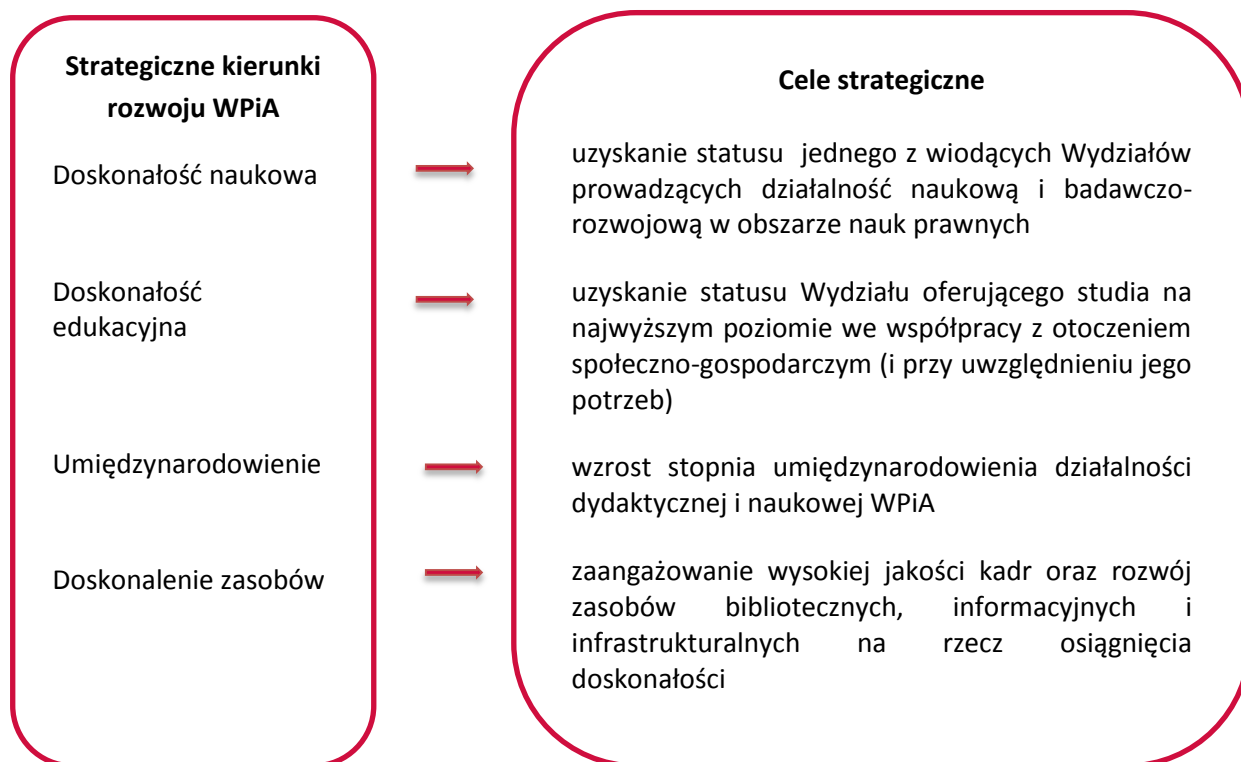 Strategiczne kierunki
rozwoju WPiA
Doskonałość naukowa
Doskonałość
edukacyjna
Umiędzynarodowienie
Doskonalenie zasobów
Cele strategiczne
uzyskanie statusu jednego z wiodących Wydziałów
prowadzących działalność naukową i badawczo-
rozwojową w obszarze nauk prawnych
uzyskanie statusu Wydziału oferującego studia na
najwyższym poziomie we współpracy z otoczeniem
społeczno-gospodarczym (i przy uwzględnieniu jego
potrzeb)
wzrost stopnia umiędzynarodowienia działalności
dydaktycznej i naukowej WPiA
zaangażowanie wysokiej jakości kadr oraz rozwój
zasobów bibliotecznych, informacyjnych i
infrastrukturalnych na rzecz osiągnięcia
doskonałości